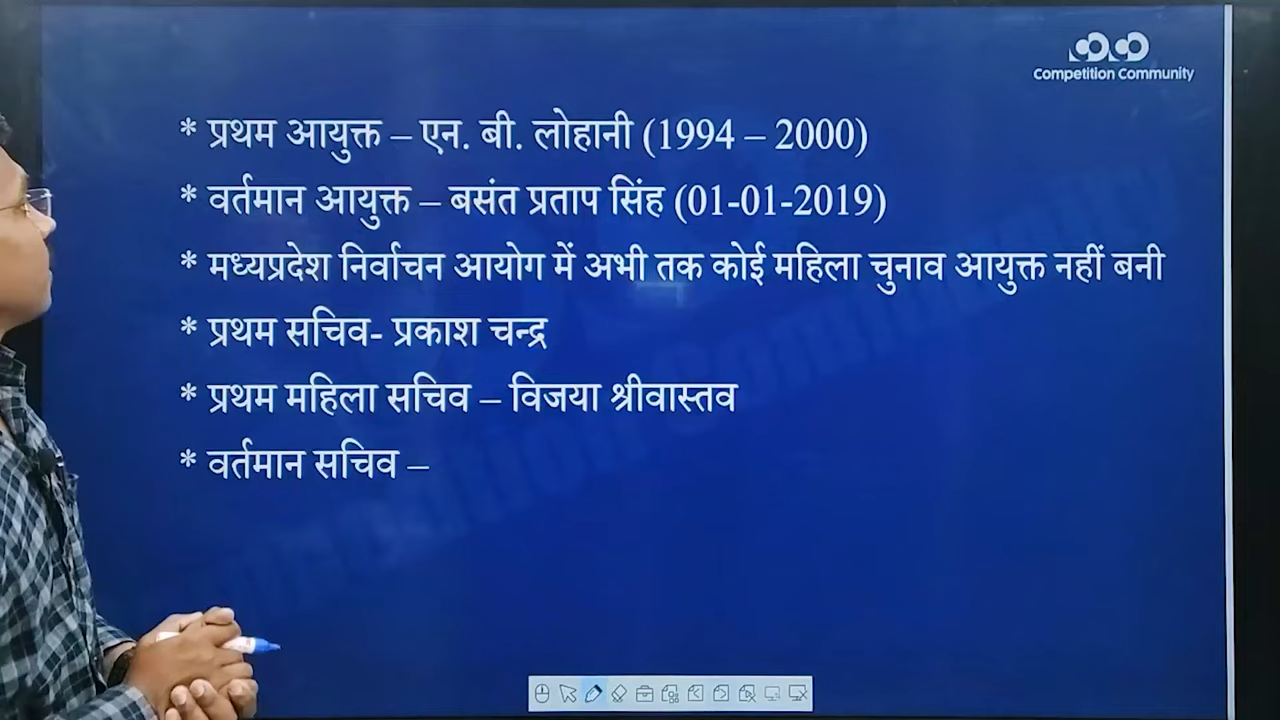 Competition Community
* प्रथम आयुक्त – एन. बी. लोहानी (1994 – 2000)
* वर्तमान आयुक्त – बसंत प्रताप सिंह (01-01-2019)
* मध्यप्रदेश निर्वाचन आयोग में अभी तक कोई महिला चुनाव आयुक्त नहीं बनी
* प्रथम सचिव- प्रकाश चन्द्र
* प्रथम महिला सचिव – विजया श्रीवास्तव
* वर्तमान सचिव –